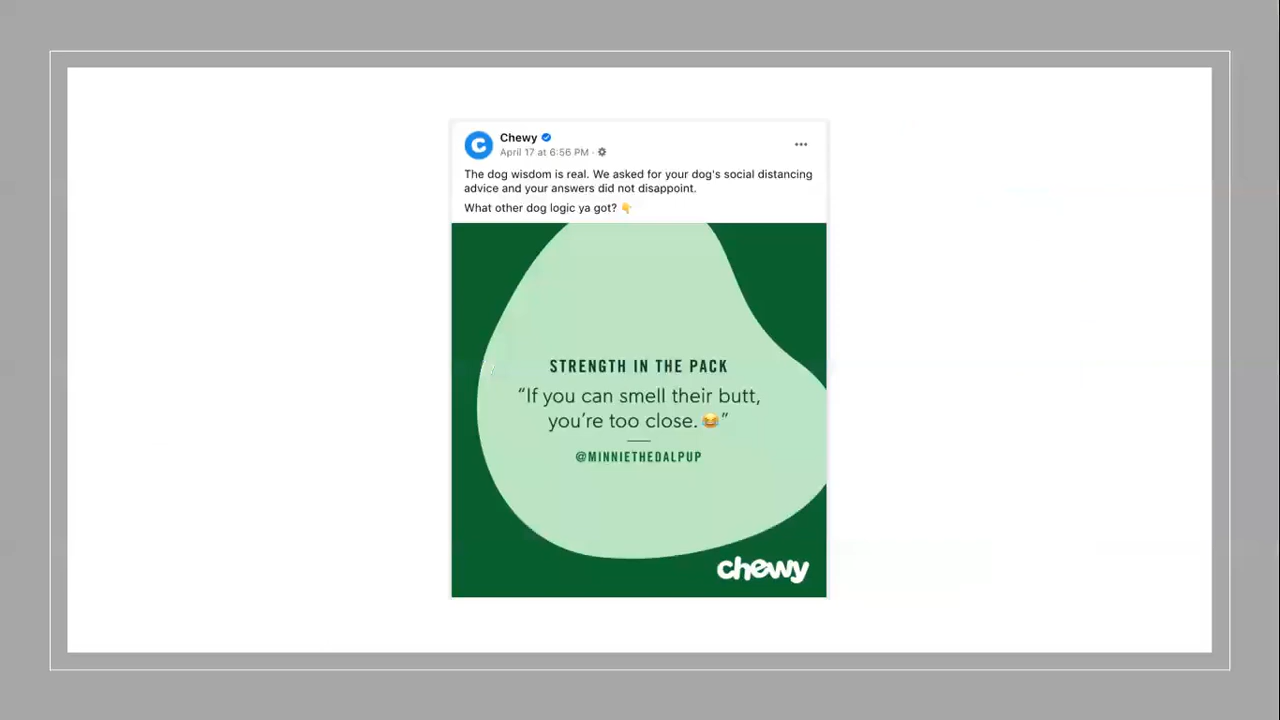 Chewy
April 17 at 6:56 PM ·
The dog wisdom is real. We asked for your dog's social distancing
advice and your answers did not disappoint.
What other dog logic ya got? 👇
STRENGTH IN THE PACK
“If you can smell their butt,
you’re too close. 😂”
@MINNIETHEDALPUP
chewy